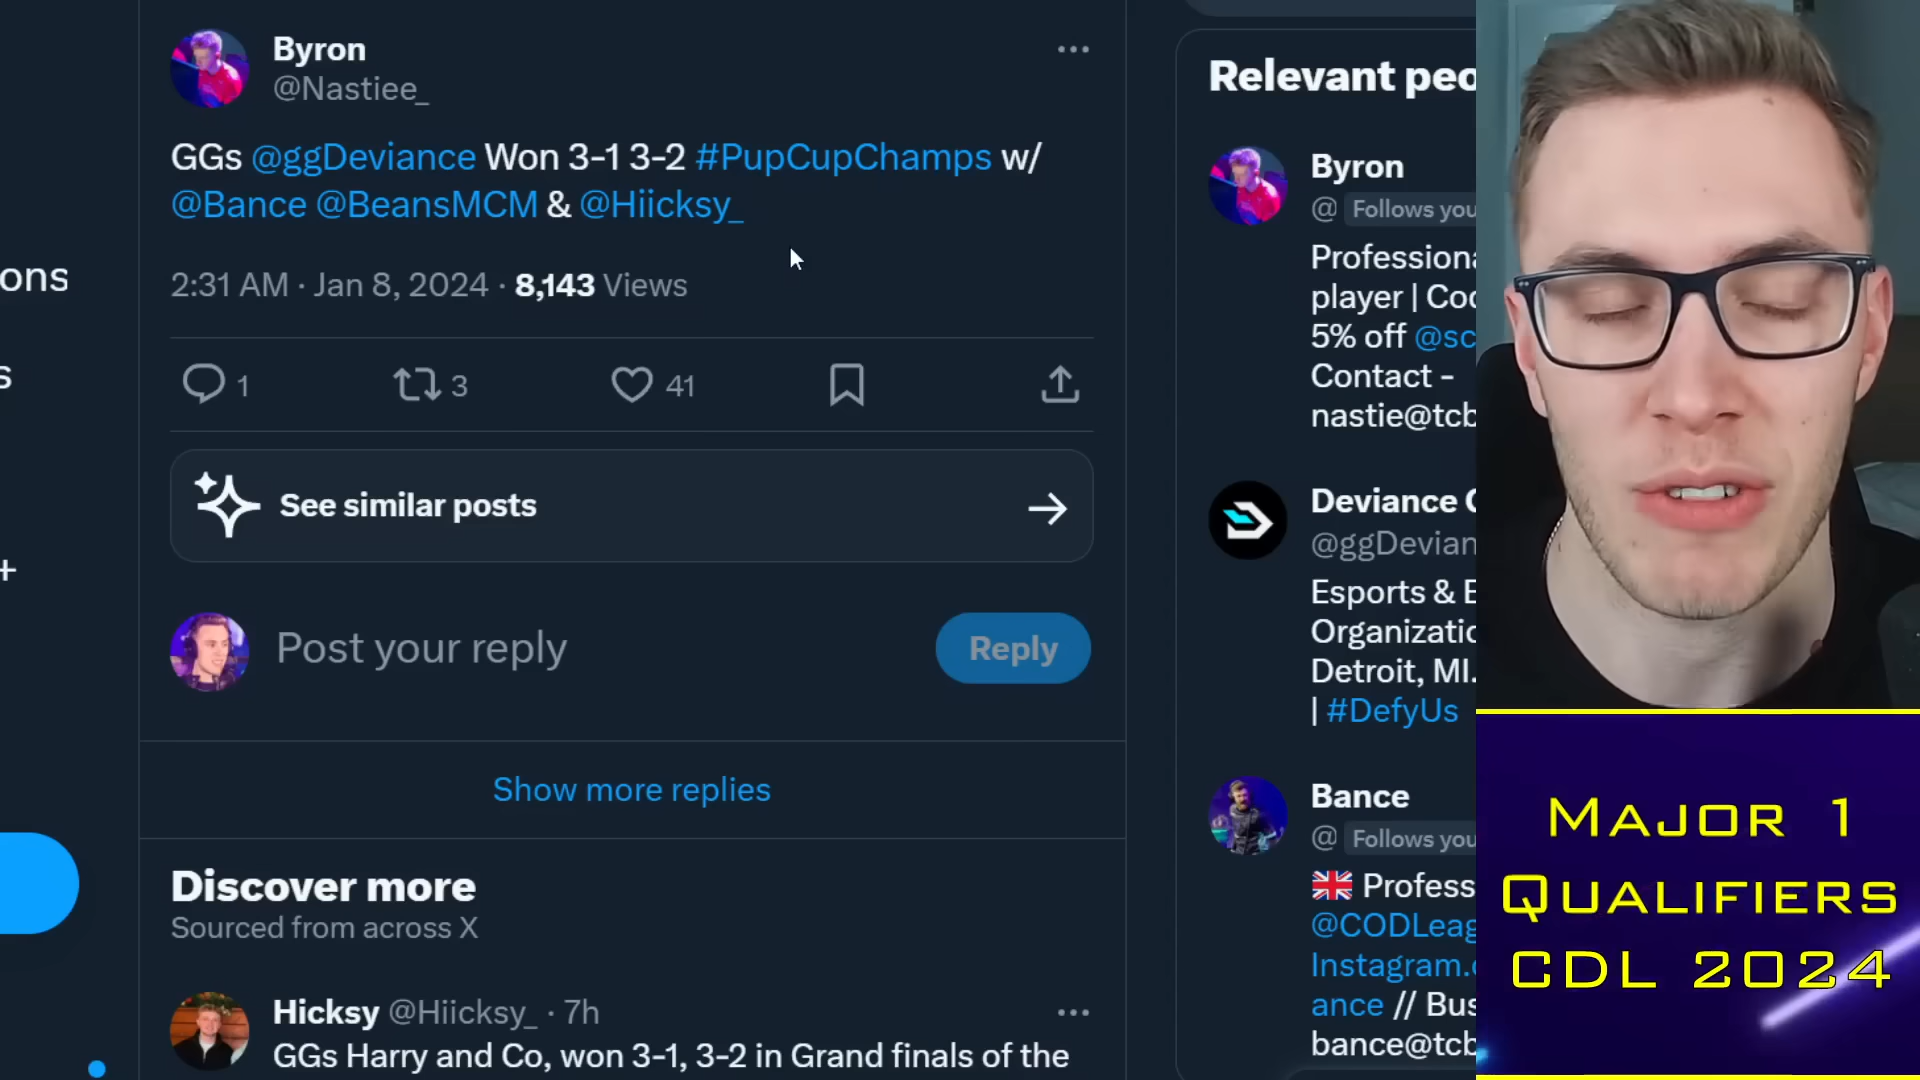 Byron
@Nastiee_
GGs @ggDeviance Won 3-1 3-2 #PupCupChamps w/
@Bance @BeansMCM & @Hiicksy_
2:31 AM · Jan 8, 2024 · 8,143 Views
1
3
41
See similar posts
Post your reply
Reply
Show more replies
Discover more
Sourced from across X
Hicksy @Hiicksy_ · 7h
GGs Harry and Co, won 3-1, 3-2 in Grand finals of the
ons
s
+
Relevant peo
Byron
@ Follows you
Professiona
player | Cod
5% off @sc
Contact -
nastie@tcb
Deviance
@ggDevian
Esports & E
Organizatio
Detroit, MI.
| #DefyUs
Bance
@ Follows you
🇬🇧 Profess
@CODLeag
Instagram.c
ance // Bus
bance@tcb
Major 1
Qualifiers
CDL 2024